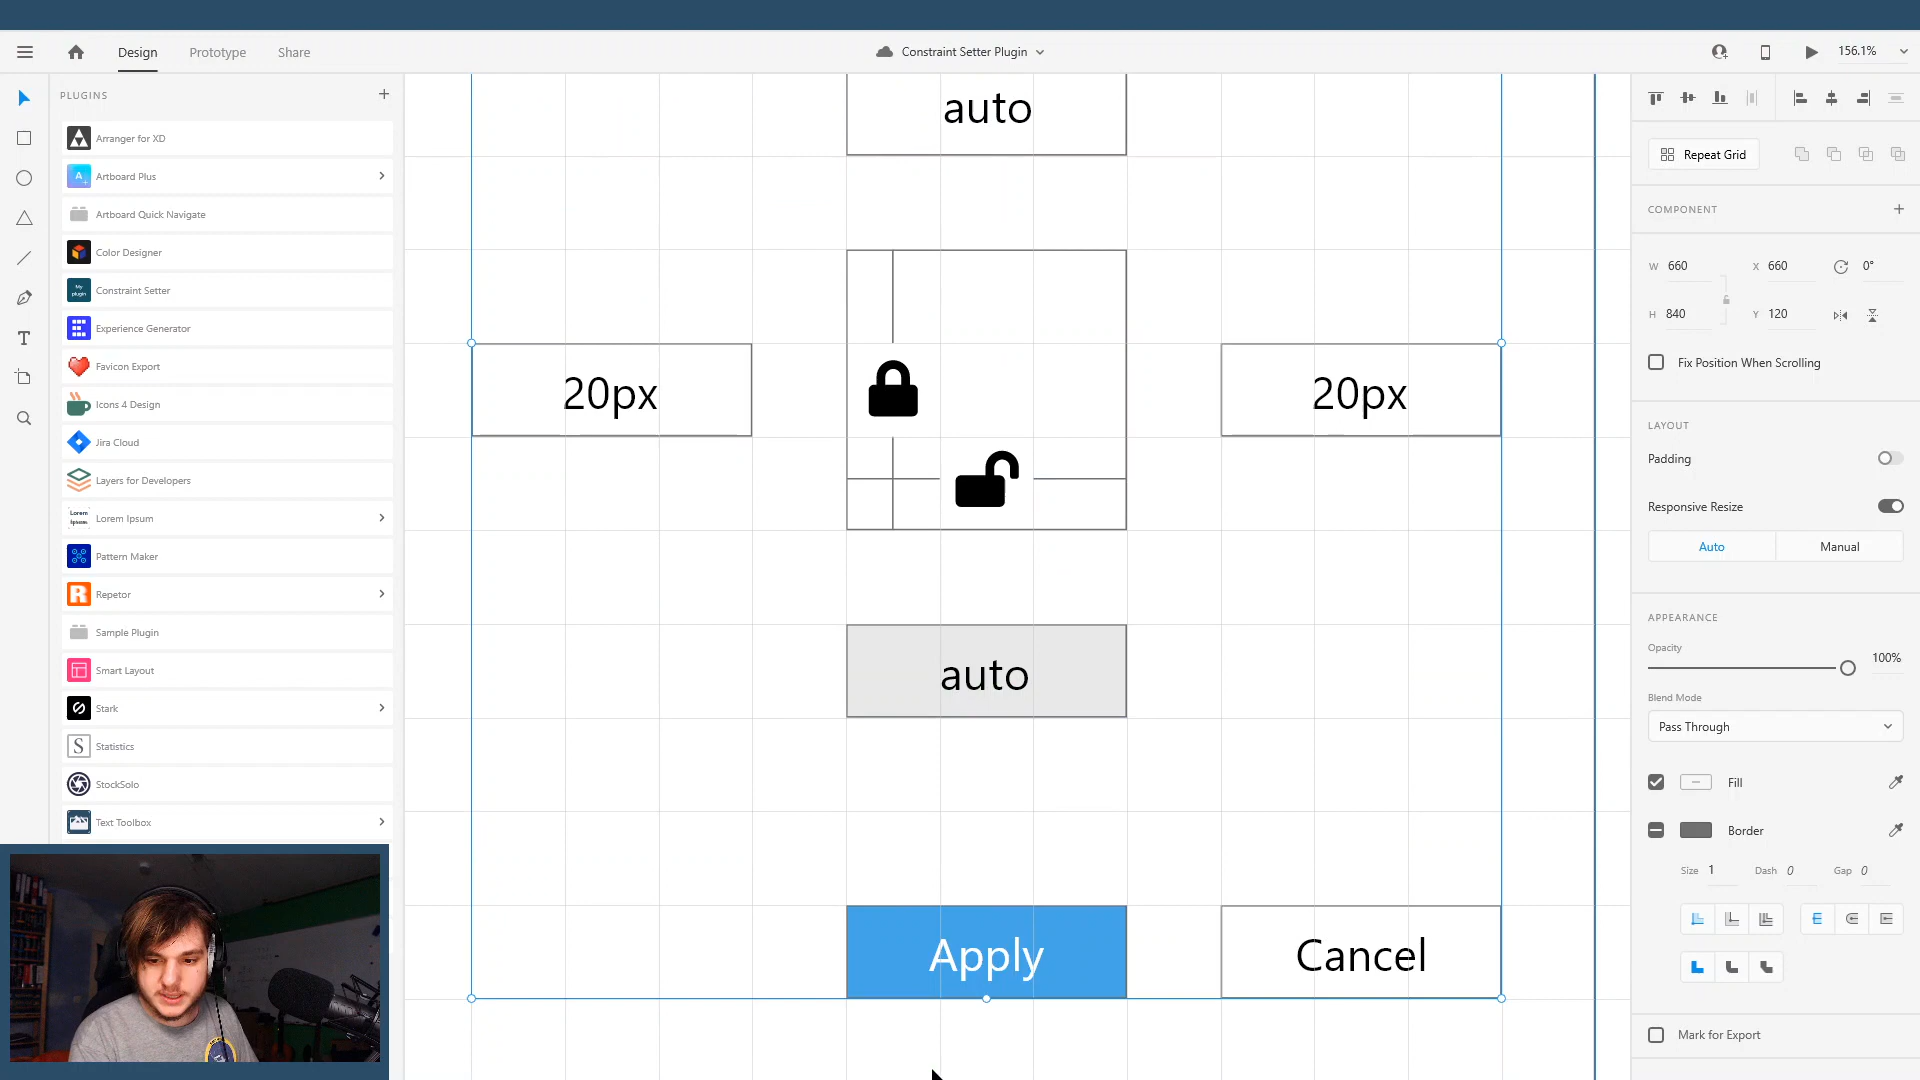 Design
Prototype
Share
Constraint Setter Plugin
156.1%
PLUGINS
Arranger for XD
Artboard Plus
Artboard Quick Navigate
Color Designer
My plugin
Constraint Setter
Experience Generator
Favicon Export
Icons 4 Design
Jira Cloud
Layers for Developers
Lorem Ipsum
Lorem Ipsum
Pattern Maker
R
Repetor
Sample Plugin
Smart Layout
Stark
S
Statistics
StockSolo
Text Toolbox
auto
20px
20px
auto
Apply
Cancel
Repeat Grid
COMPONENT
W 660
X 660
0°
H 840
Y 120
Fix Position When Scrolling
LAYOUT
Padding
Responsive Resize
Auto
Manual
APPEARANCE
Opacity
100%
Blend Mode
Pass Through
Fill
Border
Size 1
Dash 0
Gap 0
Mark for Export